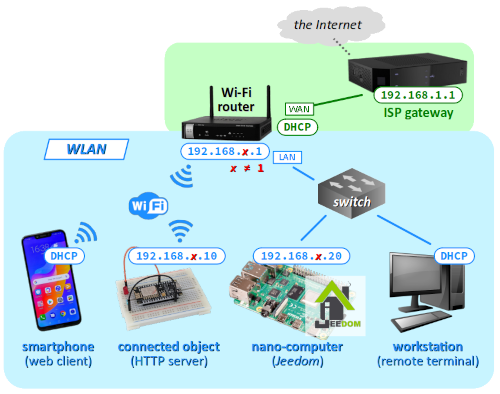 the Internet
Wi-Fi
router
WAN
192.168.1.1
DHCP
ISP gateway
WLAN
192.168.x.1
LAN
x ≠ 1
Wi Fi
switch
DHCP
192.168.x.10
192.168.x.20
DHCP
JEEDOM
smartphone
(web client)
connected object
(HTTP server)
nano-computer
(Jeedom)
workstation
(remote terminal)